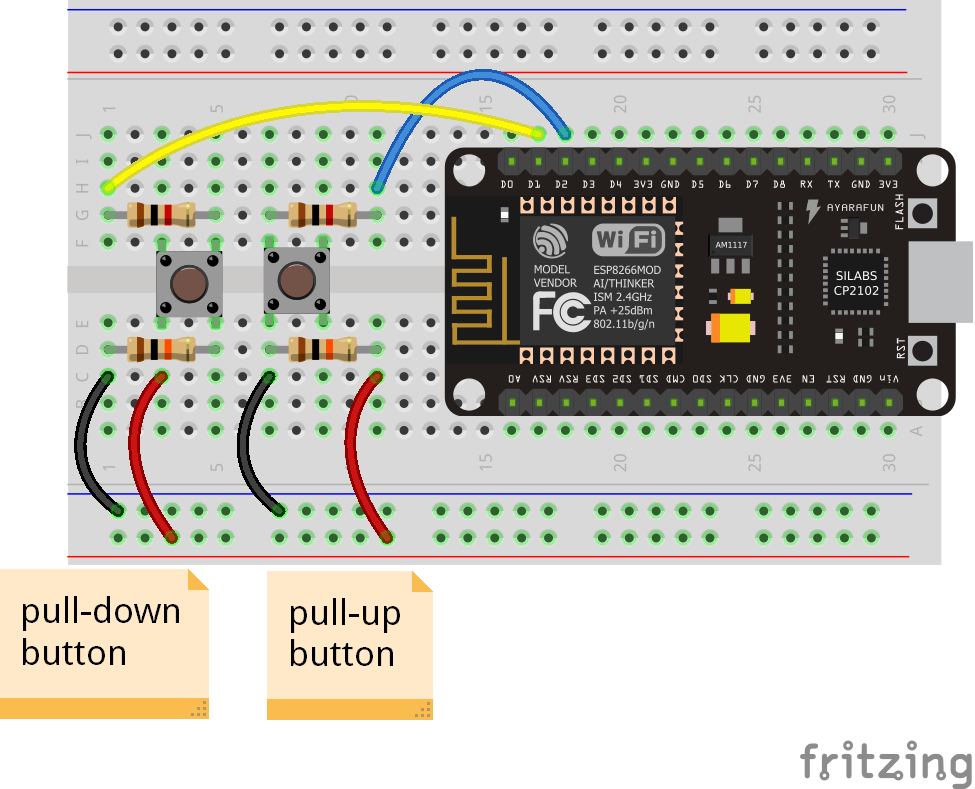 1 5 10 15 20 25 30
J J
I
H
G
F
D0 D1 D2 D3 D4 3V3 GND D5 D6 D7 D8 RX TX GND 3V3
AYARAFUN
FLASH
WiFi
AM1117
MODEL
VENDOR
ESP8266MOD
AI/THINKER
ISM 2.4GHz
PA +25dBm
802.11b/g/n
FC
SILABS
CP2102
E
D
C
B
A
RST
A0 RSV RSV SD3 SD2 SD1 CMD SD0 CLK GND 3V3 EN RST GND Vin
A
1 5 15 20 25 30
pull-down
button
pull-up
button
fritzing